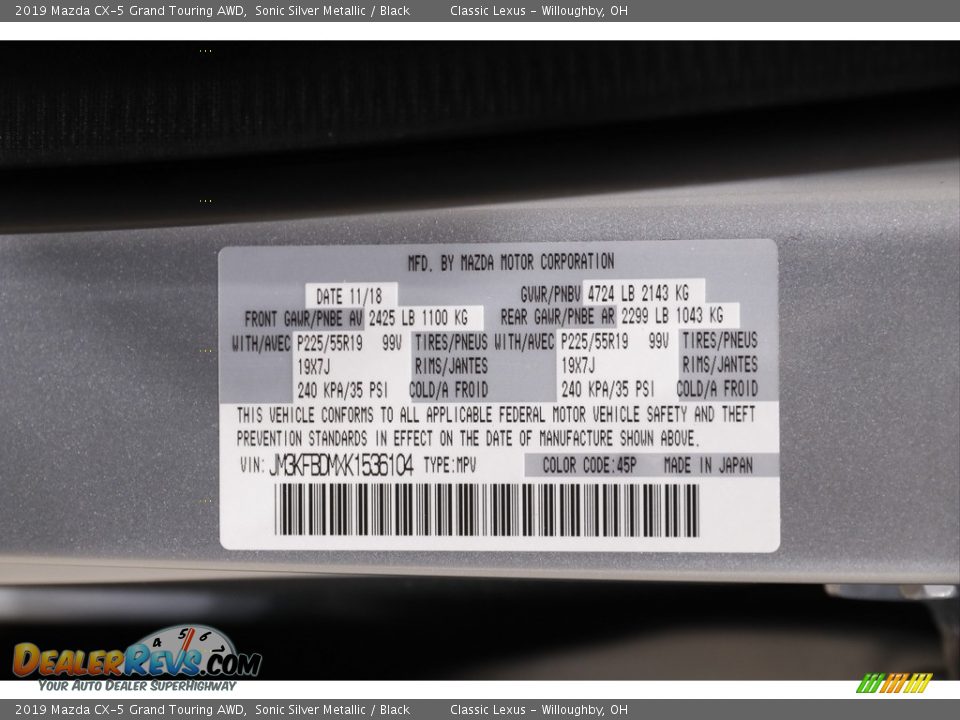 2019 Mazda CX-5 Grand Touring AWD, Sonic Silver Metallic / Black Classic Lexus - Willoughby, OH
MFD. BY MAZDA MOTOR CORPORATION
DATE 11/18 GVWR/PNBV 4724 LB 2143 KG
FRONT GAWR/PNBE AV 2425 LB 1100 KG REAR GAWR/PNBE AR 2299 LB 1043 KG
WITH/AVEC P225/55R19 99V TIRES/PNEUS WITH/AVEC P225/55R19 99V TIRES/PNEUS
19X7J RIMS/JANTES 19X7J RIMS/JANTES
240 KPA/35 PSI COLD/A FROID 240 KPA/35 PSI COLD/A FROID
THIS VEHICLE CONFORMS TO ALL APPLICABLE FEDERAL MOTOR VEHICLE SAFETY AND THEFT
PREVENTION STANDARDS IN EFFECT ON THE DATE OF MANUFACTURE SHOWN ABOVE.
VIN: JM3KFBDMXK1536104 TYPE:MPV COLOR CODE:45P MADE IN JAPAN
4 5 6 7
DEALERREVS.COM
YOUR AUTO DEALER SUPERHIGHWAY
2019 Mazda CX-5 Grand Touring AWD, Sonic Silver Metallic / Black Classic Lexus - Willoughby, OH